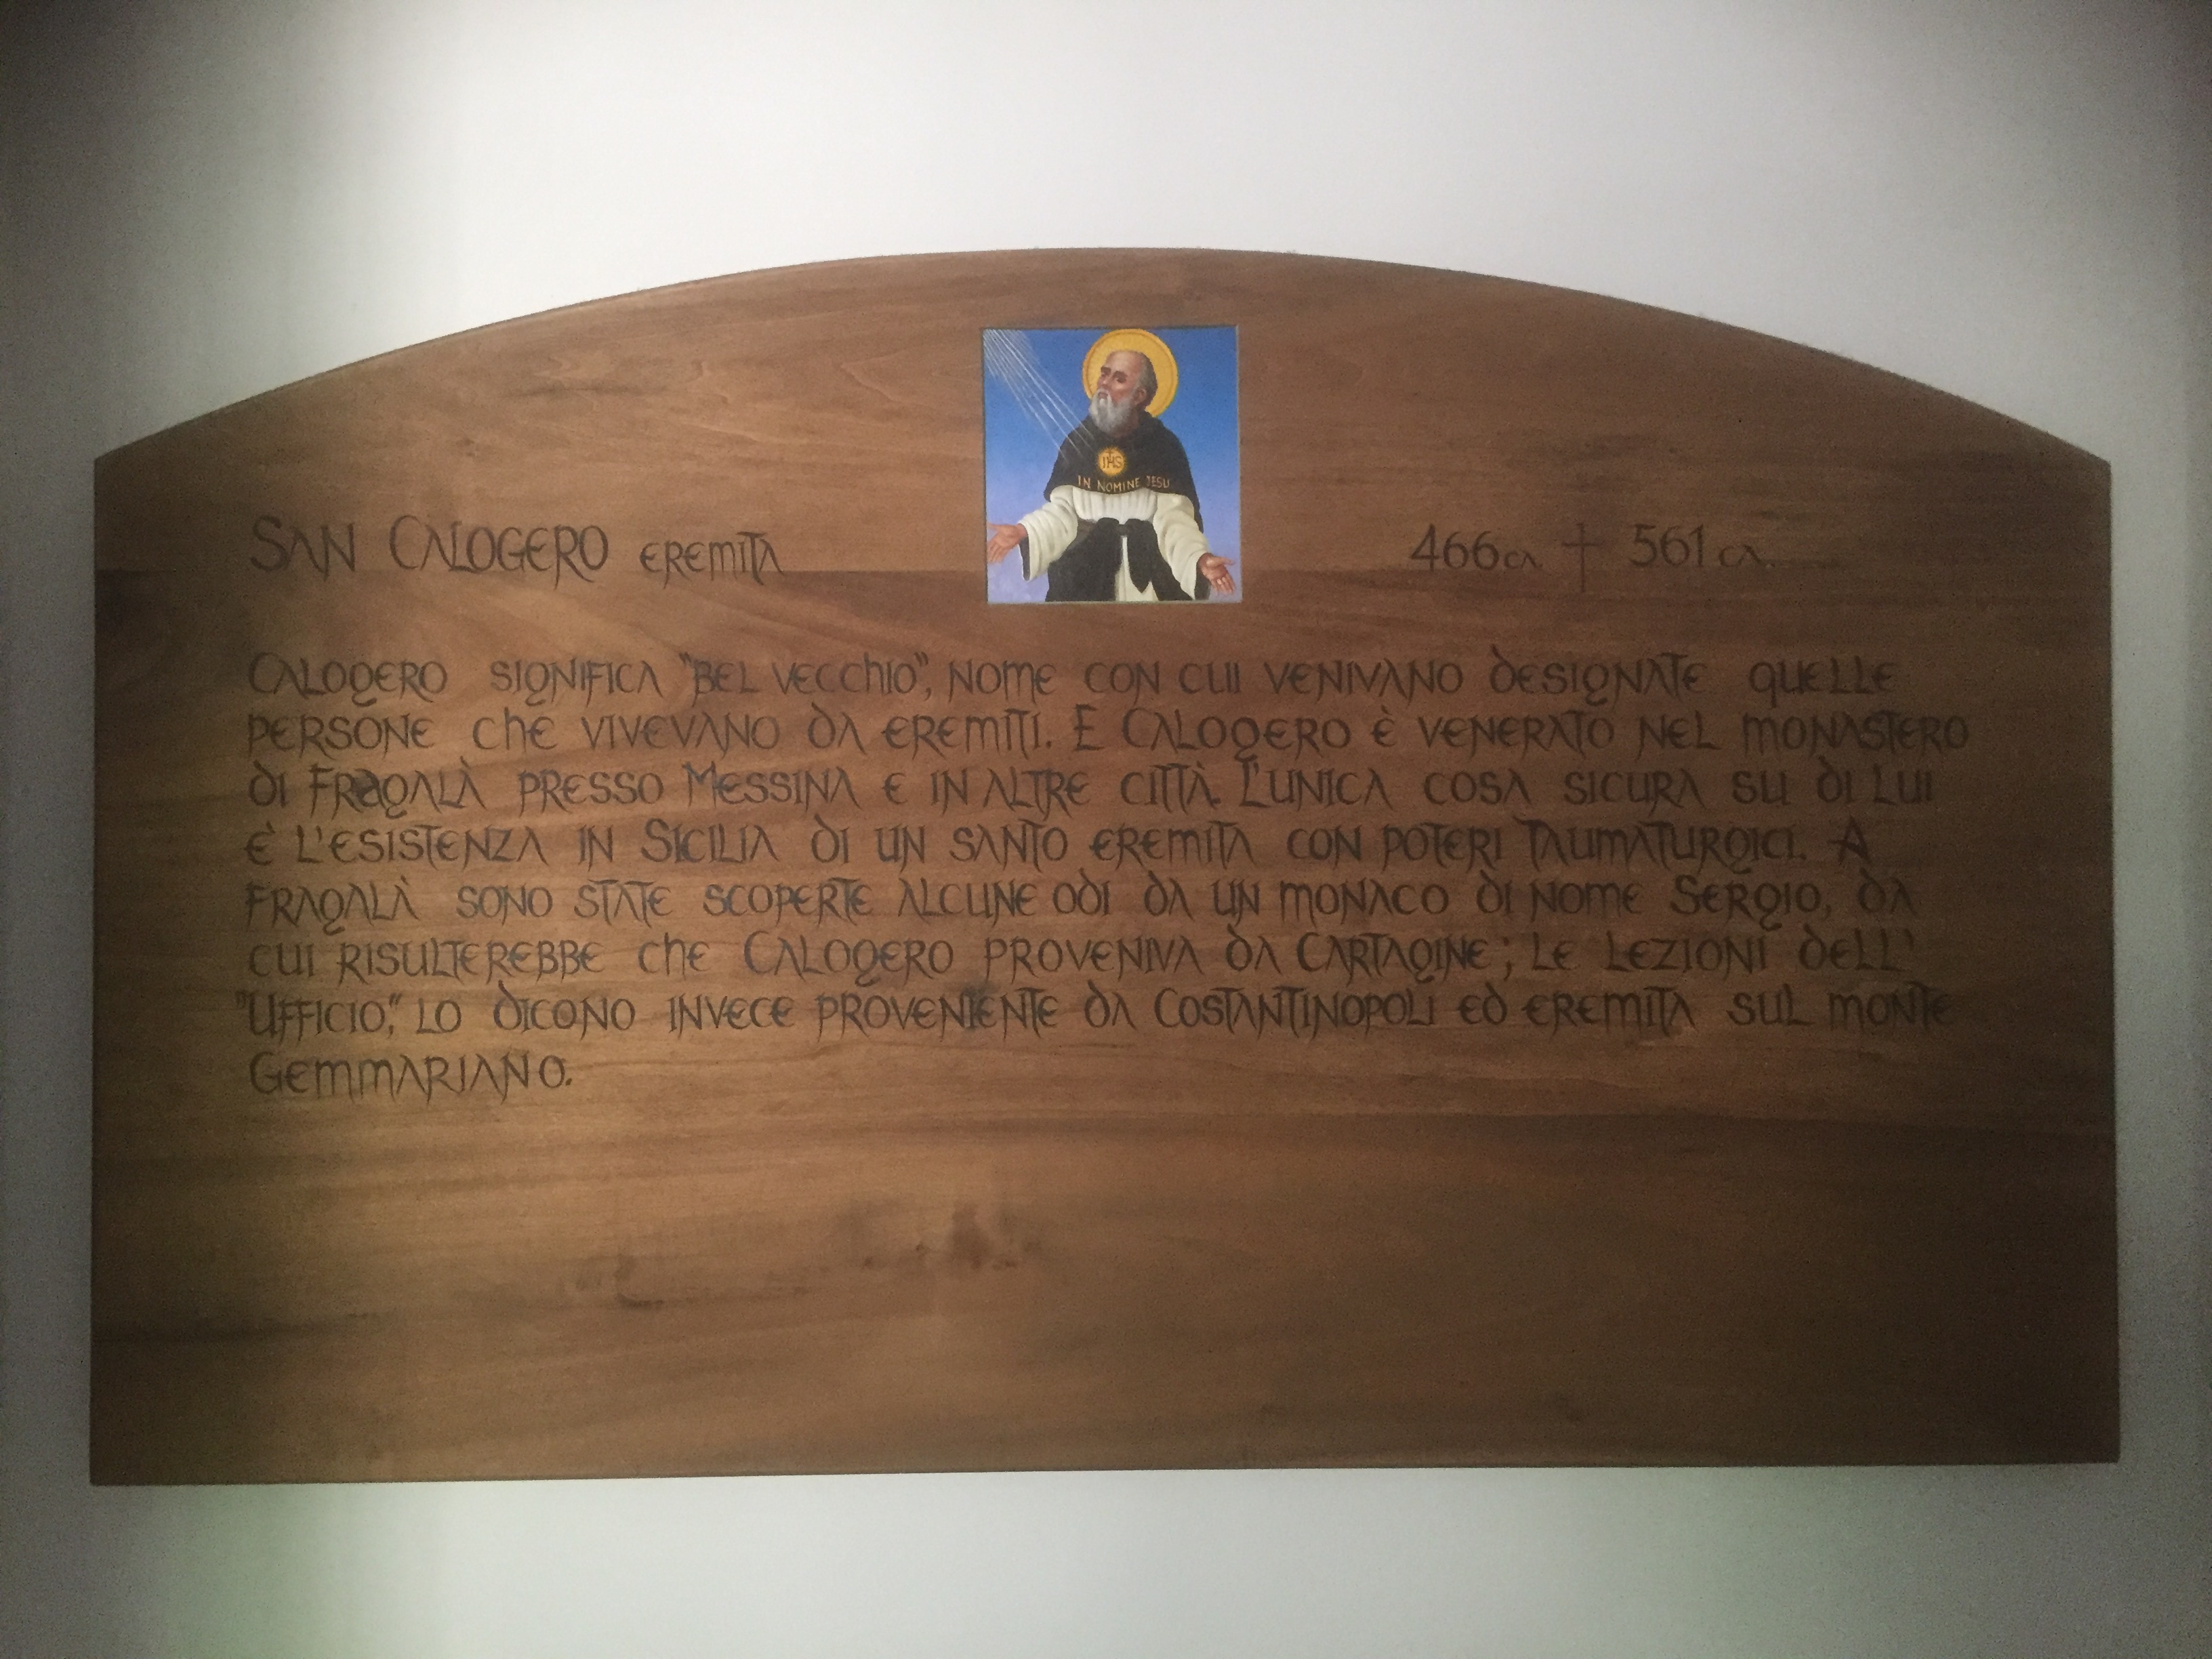 IHS
IN NOMINE JESU
SAN CALOGERO EREMITA
466 CA. † 561 CA.
CALOGERO SIGNIFICA "BEL VECCHIO", NOME CON CUI VENIVANO DESIGNATE QUELLE
PERSONE CHE VIVEVANO DA EREMITI. E CALOGERO È VENERATO NEL MONASTERO
DI FRAGALÀ PRESSO MESSINA E IN ALTRE CITTÀ. L'UNICA COSA SICURA SU DI LUI
È L'ESISTENZA IN SICILIA DI UN SANTO EREMITA CON POTERI TAUMATURGICI. A
FRAGALÀ SONO STATE SCOPERTE ALCUNE ODI DA UN MONACO DI NOME SERGIO, DA
CUI RISULTEREBBE CHE CALOGERO PROVENIVA DA CARTAGINE; LE LEZIONI DELL'
"UFFICIO", LO DICONO INVECE PROVENIENTE DA COSTANTINOPOLI ED EREMITA SUL MONTE
GEMMARIANO.